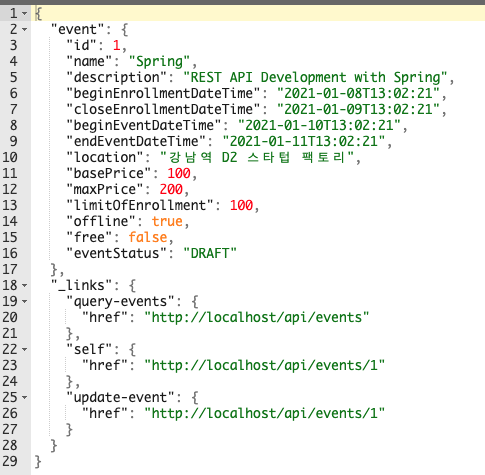 1 {
2 "event": {
3 "id": 1,
4 "name": "Spring",
5 "description": "REST API Development with Spring",
6 "beginEnrollmentDateTime": "2021-01-08T13:02:21",
7 "closeEnrollmentDateTime": "2021-01-09T13:02:21",
8 "beginEventDateTime": "2021-01-10T13:02:21",
9 "endEventDateTime": "2021-01-11T13:02:21",
10 "location": "강남역 D2 스타텁 팩토리",
11 "basePrice": 100,
12 "maxPrice": 200,
13 "limitOfEnrollment": 100,
14 "offline": true,
15 "free": false,
16 "eventStatus": "DRAFT"
17 },
18 "_links": {
19 "query-events": {
20 "href": "http://localhost/api/events"
21 },
22 "self": {
23 "href": "http://localhost/api/events/1"
24 },
25 "update-event": {
26 "href": "http://localhost/api/events/1"
27 }
28 }
29 }